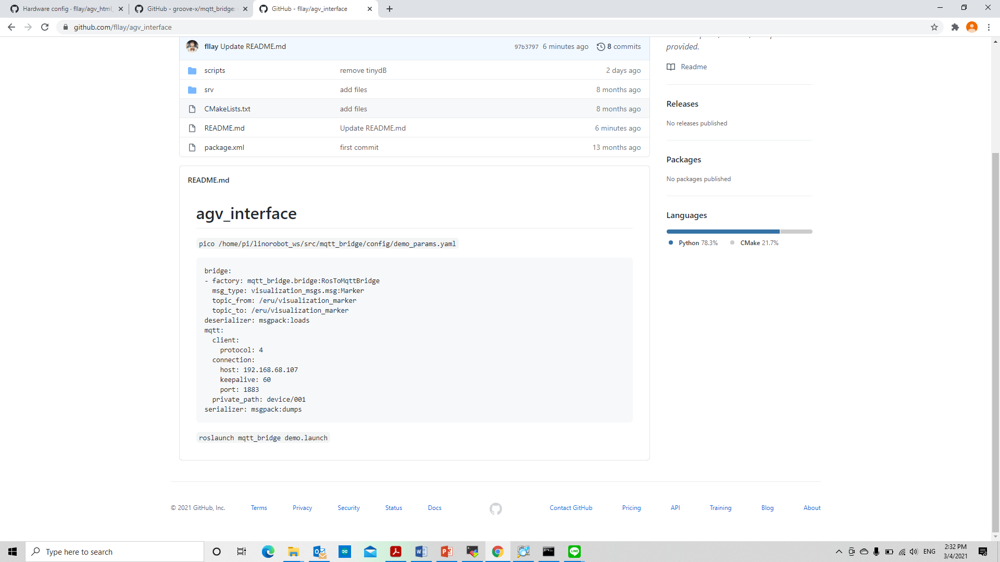 Hardware config · fllay/agv_html_
GitHub - groove-x/mqtt_bridge:
GitHub - fllay/agv_interface
github.com/fllay/agv_interface
fllay Update README.md
97b3797 6 minutes ago 8 commits
scripts remove tinydB 2 days ago
srv add files 8 months ago
CMakeLists.txt add files 8 months ago
README.md Update README.md 6 minutes ago
package.xml first commit 13 months ago
README.md
agv_interface
pico /home/pi/linorobot_ws/src/mqtt_bridge/config/demo_params.yaml
bridge:
- factory: mqtt_bridge.bridge:RosToMqttBridge
msg_type: visualization_msgs.msg:Marker
topic_from: /eru/visualization_marker
topic_to: /eru/visualization_marker
deserializer: msgpack:loads
mqtt:
client:
protocol: 4
connection:
host: 192.168.68.107
keepalive: 60
port: 1883
private_path: device/001
serializer: msgpack:dumps
roslaunch mqtt_bridge demo.launch
provided.
Readme
Releases
No releases published
Packages
No packages published
Languages
Python 78.3% CMake 21.7%
© 2021 GitHub, Inc. Terms Privacy Security Status Docs Contact GitHub Pricing API Training Blog About
Type here to search
ENG
2:32 PM
3/4/2021